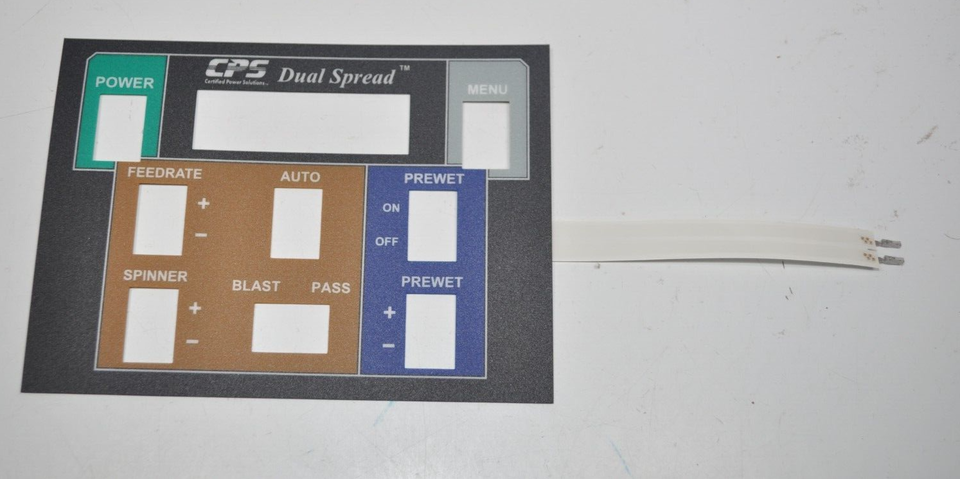 POWER
CPS
Certified Power Solutions
Dual Spread™
MENU
FEEDRATE
+
−
AUTO
SPINNER
+
−
BLAST PASS
PREWET
ON
OFF
PREWET
+
−